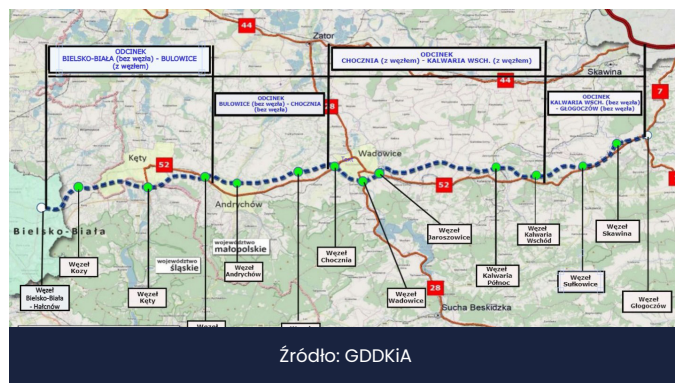 44
Zator
ODCINEK
BIELSKO-BIAŁA (bez węzła) - BULOWICE
(z węzłem)
ODCINEK
CHOCZNIA (z węzłem) - KALWARIA WSCH. (z węzłem)
44
Skawina
7
ODCINEK
BULOWICE (bez węzła) - CHOCZNIA
(bez węzła)
28
ODCINEK
KALWARIA WSCH. (bez węzła)
- GŁOGOCZÓW (bez węzła)
Kęty
52
Wadowice
52
Andrychów
Bielsko-Biała
województwo
małopolskie
województwo
śląskie
Węzeł
Kozy
Węzeł
Bielsko-Biała
- Hałcnów
Węzeł
Kęty
Węzeł
Andrychów
Węzeł
Chocznia
Węzeł
Wadowice
Węzeł
Jaroszowice
Węzeł
Kalwaria
Północ
Węzeł
Kalwaria
Wschód
Węzeł
Sułkowice
Węzeł
Skawina
Węzeł
Głogoczów
28
Sucha Beskidzka
Źródło: GDDKiA